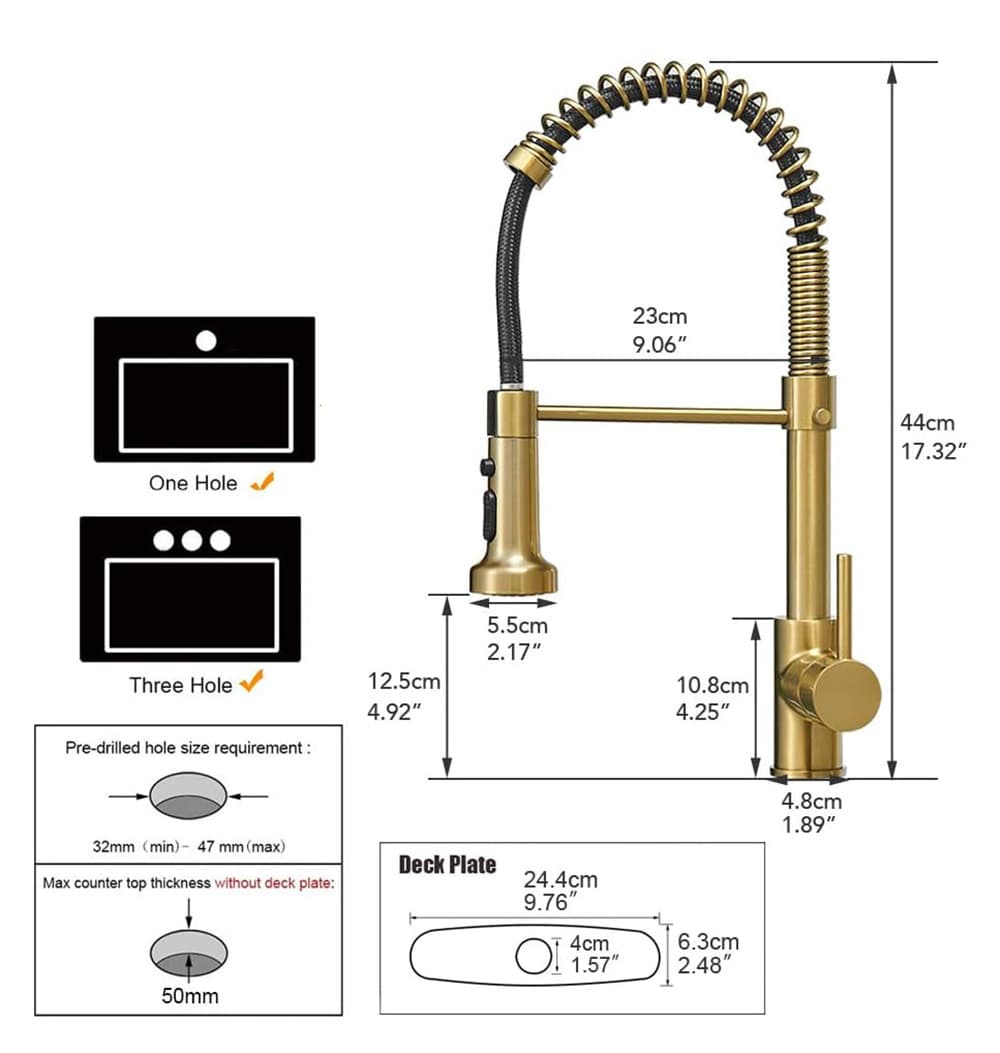 23cm
9.06”
44cm
17.32”
One Hole
5.5cm
2.17”
Three Hole
12.5cm
4.92”
10.8cm
4.25”
4.8cm
1.89”
Pre-drilled hole size requirement :
32mm （min）- 47 mm (max)
Max counter top thickness without deck plate:
50mm
Deck Plate
24.4cm
9.76”
4cm
1.57”
6.3cm
2.48”